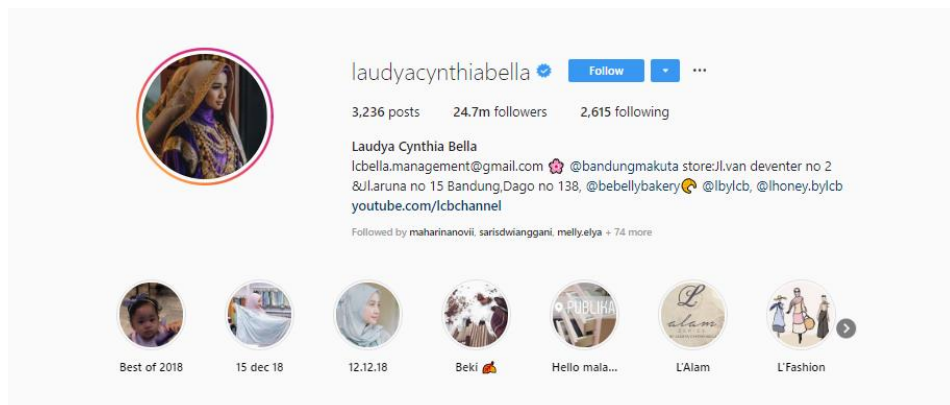 laudyacynthiabella Follow
3,236 posts 24.7m followers 2,615 following
Laudya Cynthia Bella
lcbella.management@gmail.com 🌸 @bandungmakuta store:Jl.van deventer no 2
&Jl.aruna no 15 Bandung,Dago no 138, @bebellybakery🥐 @lbylcb, @lhoney.bylcb
youtube.com/lcbchannel
Followed by maharinanovii, sarisdwianggani, melly.elya + 74 more
PUBLIKA
L
alam
Best of 2018 15 dec 18 12.12.18 Beki 🍂 Hello mala... L'Alam L'Fashion